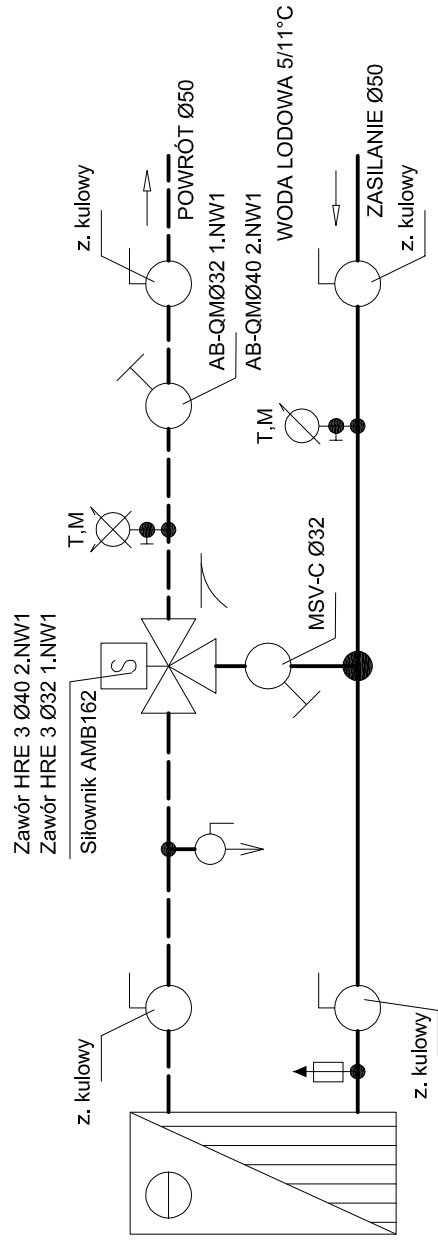 Zawór HRE 3 Ø40 2.NW1
Zawór HRE 3 Ø32 1.NW1
Siłownik AMB162
S
z. kulowy
T,M
z. kulowy
POWRÓT Ø50
AB-QMØ32 1.NW1
AB-QMØ40 2.NW1
WODA LODOWA 5/11°C
MSV-C Ø32
T,M
ZASILANIE Ø50
z. kulowy
z. kulowy